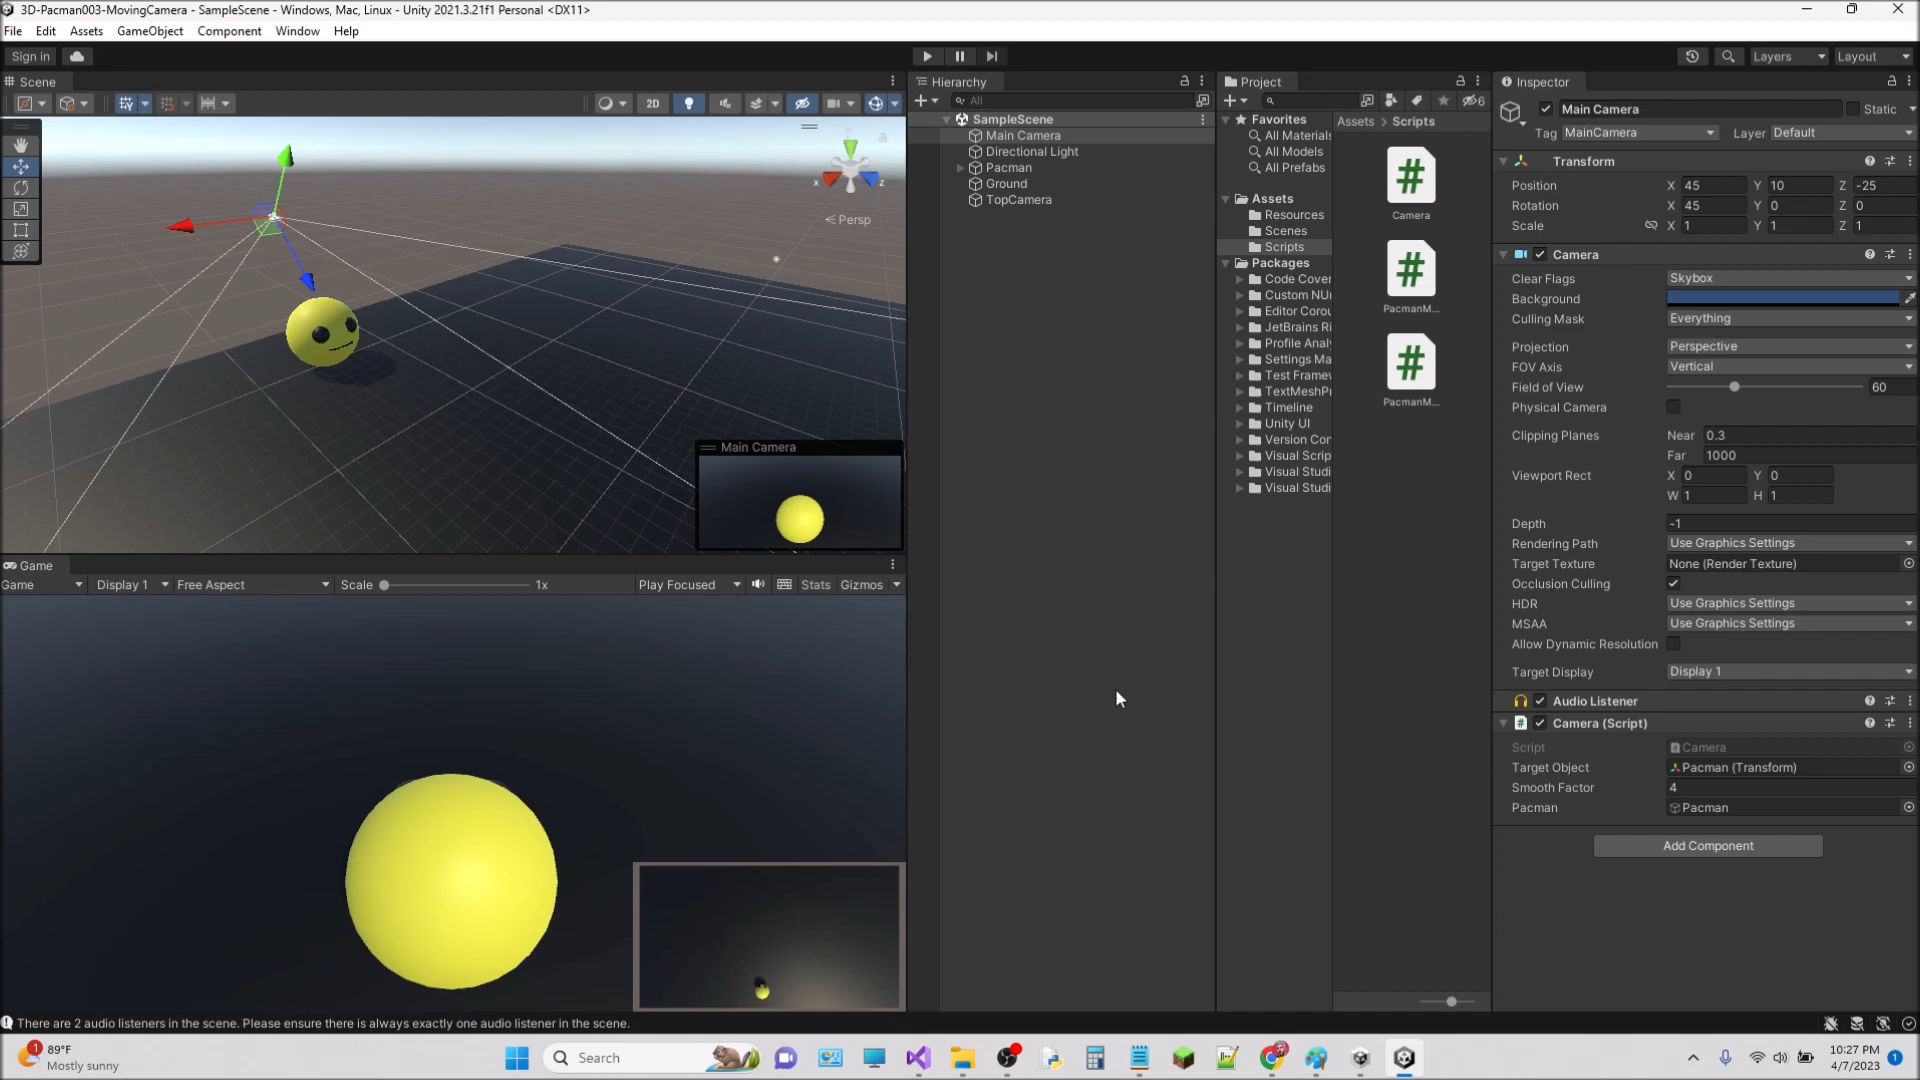 3D-Pacman003-MovingCamera - SampleScene - Windows, Mac, Linux - Unity 2021.3.21f1 Personal <DX11>
File Edit Assets GameObject Component Window Help
Sign in
Layers
Layout
Scene
2D
Persp
x
z
Main Camera
Game
Game
Display 1
Free Aspect
Scale
1x
Play Focused
Stats
Gizmos
Hierarchy
All
SampleScene
Main Camera
Directional Light
Pacman
Ground
TopCamera
Project
6
Favorites
All Materials
All Models
All Prefabs
Assets
Resources
Scenes
Scripts
Packages
Code Cover
Custom NU
Editor Corou
JetBrains Ri
Profile Analy
Settings Ma
Test Framew
TextMeshPr
Timeline
Unity UI
Version Con
Visual Scrip
Visual Studi
Visual Studi
Assets > Scripts
#
Camera
#
PacmanM...
#
PacmanM...
Inspector
Main Camera
Static
Tag MainCamera Layer Default
Transform
Position X 45 Y 10 Z -25
Rotation X 45 Y 0 Z 0
Scale X 1 Y 1 Z 1
Camera
Clear Flags Skybox
Background
Culling Mask Everything
Projection Perspective
FOV Axis Vertical
Field of View 60
Physical Camera
Clipping Planes Near 0.3
Far 1000
Viewport Rect X 0 Y 0
W 1 H 1
Depth -1
Rendering Path Use Graphics Settings
Target Texture None (Render Texture)
Occlusion Culling
HDR Use Graphics Settings
MSAA Use Graphics Settings
Allow Dynamic Resolution
Target Display Display 1
Audio Listener
# Camera (Script)
Script Camera
Target Object Pacman (Transform)
Smooth Factor 4
Pacman Pacman
Add Component
There are 2 audio listeners in the scene. Please ensure there is always exactly one audio listener in the scene.
1
89°F
Mostly sunny
Search
10:27 PM
4/7/2023
1